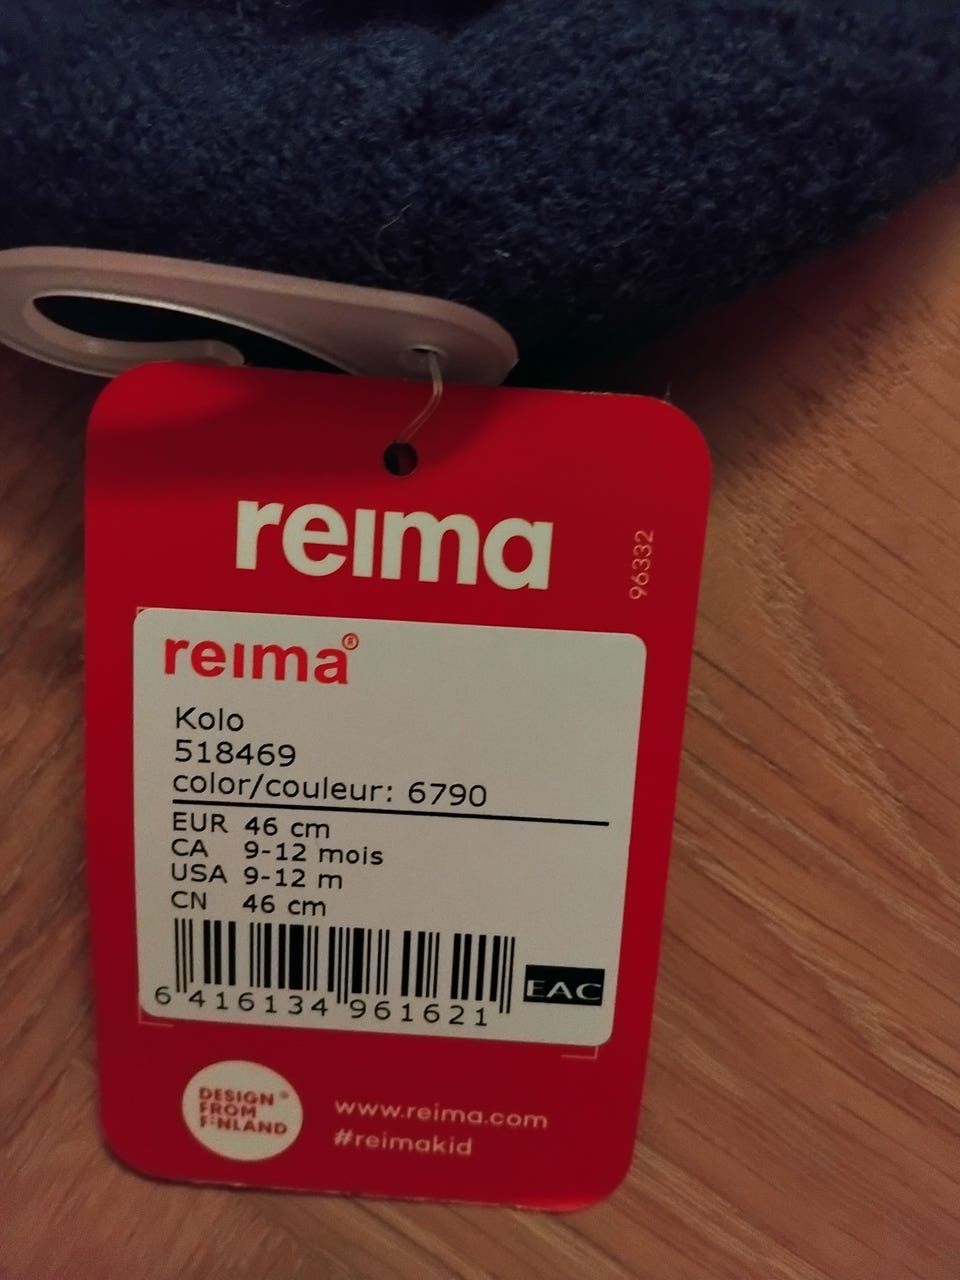 reima
96332
reima®
Kolo
518469
color/couleur: 6790
EUR 46 cm
CA 9-12 mois
USA 9-12 m
CN 46 cm
EAC
6 416134 961621
DESIGN®
FROM
FINLAND
www.reima.com
#reimakid